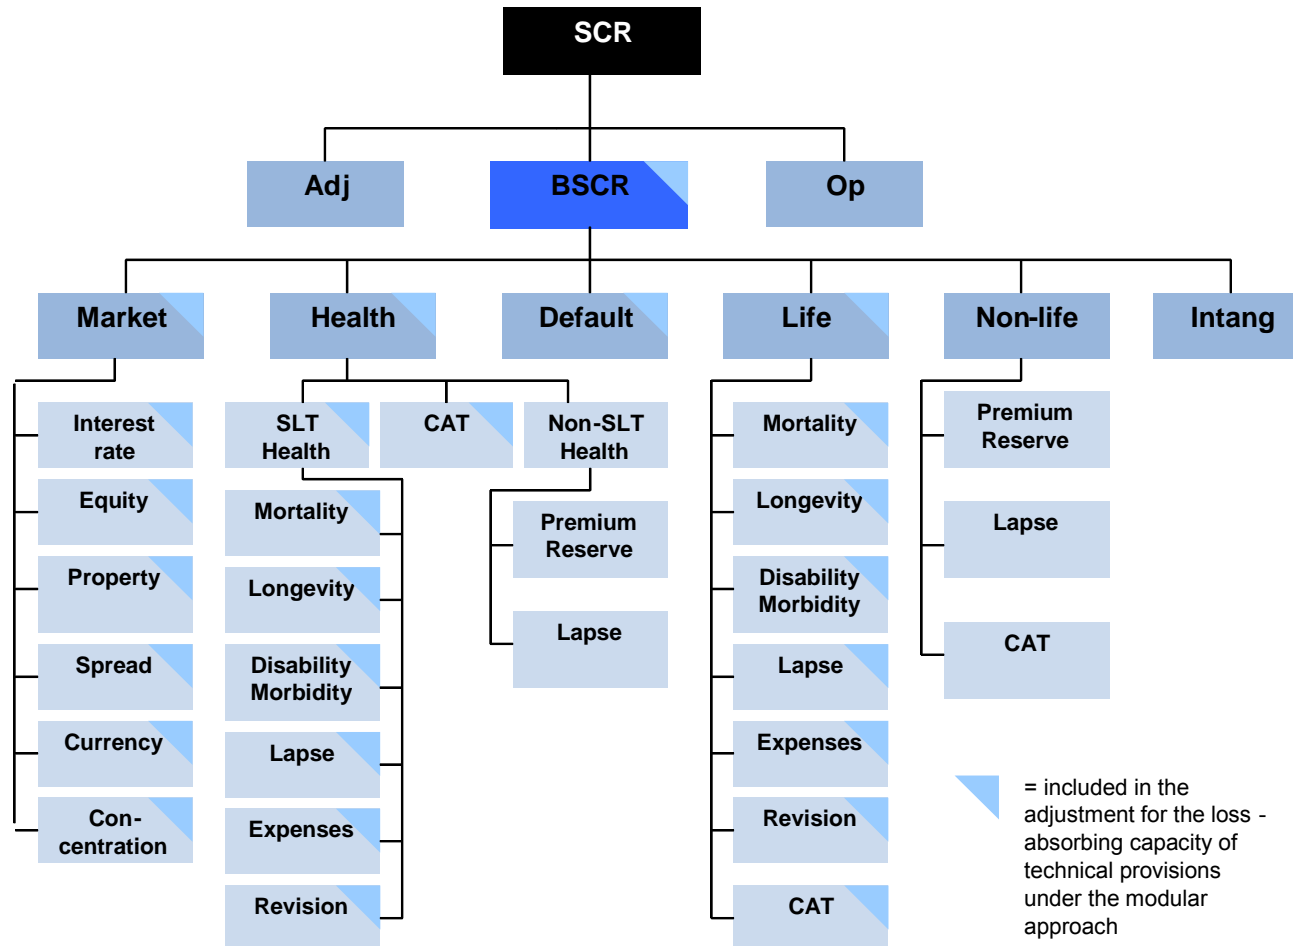 SCR
Adj
BSCR
Op
Market
Health
Default
Life
Non-life
Intang
Interest
rate
Equity
Property
Spread
Currency
Con-
centration
SLT
Health
CAT
Non-SLT
Health
Mortality
Longevity
Disability
Morbidity
Lapse
Expenses
Revision
Premium
Reserve
Lapse
Mortality
Longevity
Disability
Morbidity
Lapse
Expenses
Revision
CAT
Premium
Reserve
Lapse
CAT
= included in the
adjustment for the loss -
absorbing capacity of
technical provisions
under the modular
approach